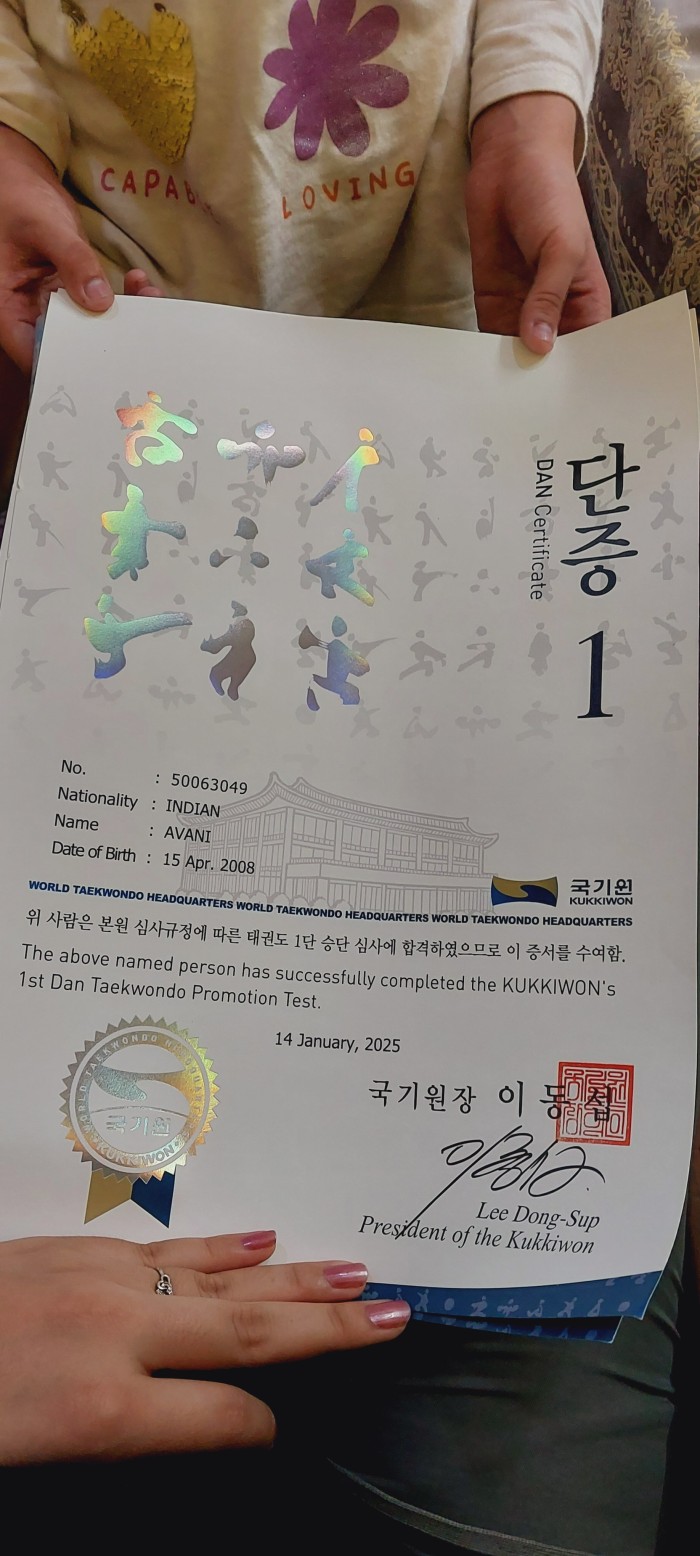 CAPAB
LOVING
단증 1
DAN Certificate
No. : 50063049
Nationality : INDIAN
Name : AVANI
Date of Birth : 15 Apr. 2008
국기원
KUKKIWON
WORLD TAEKWONDO HEADQUARTERS WORLD TAEKWONDO HEADQUARTERS WORLD TAEKWONDO HEADQUARTERS
위 사람은 본원 심사규정에 따른 태권도 1단 승단 심사에 합격하였으므로 이 증서를 수여함.
The above named person has successfully completed the KUKKIWON's
1st Dan Taekwondo Promotion Test.
14 January, 2025
WORLD TAEKWONDO HEADQUARTERS
국기원
KUKKIWON
국기원장 이동섭
Lee Dong-Sup
President of the Kukkiwon